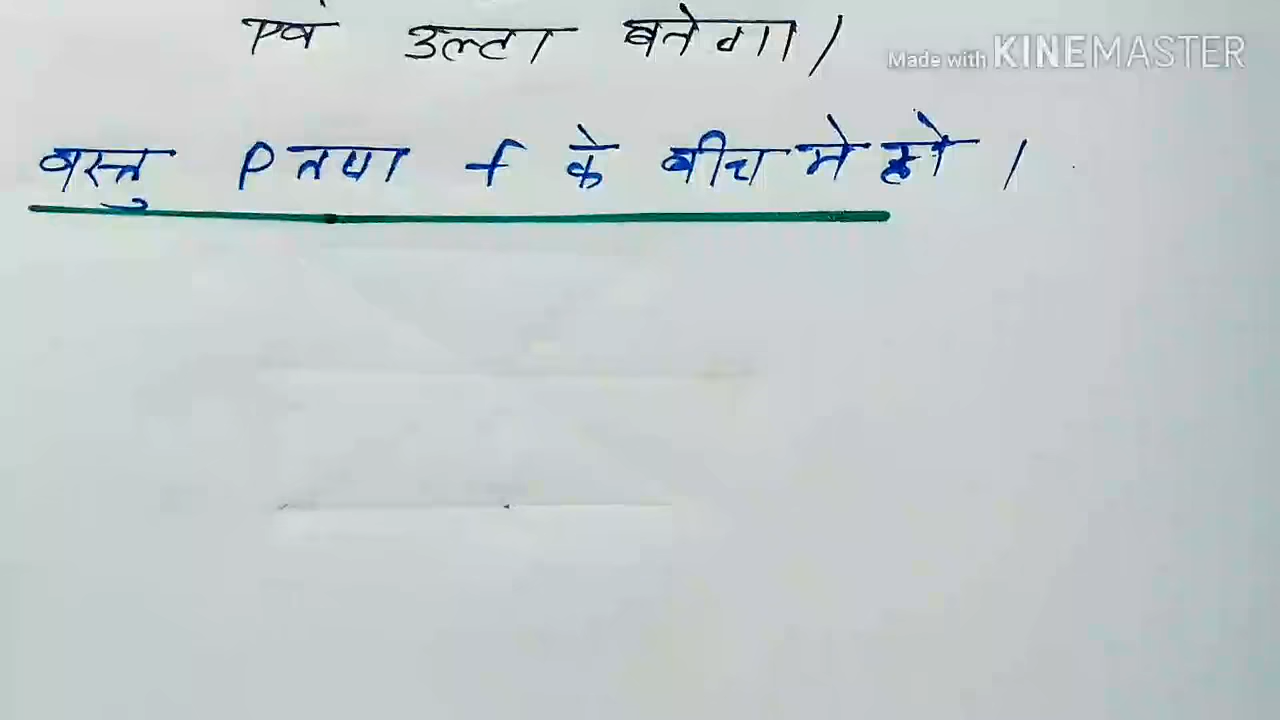 एवं उल्टा बनेगा।
Made with KINEMASTER
वस्तु P तथा f के बीच मे हो ।